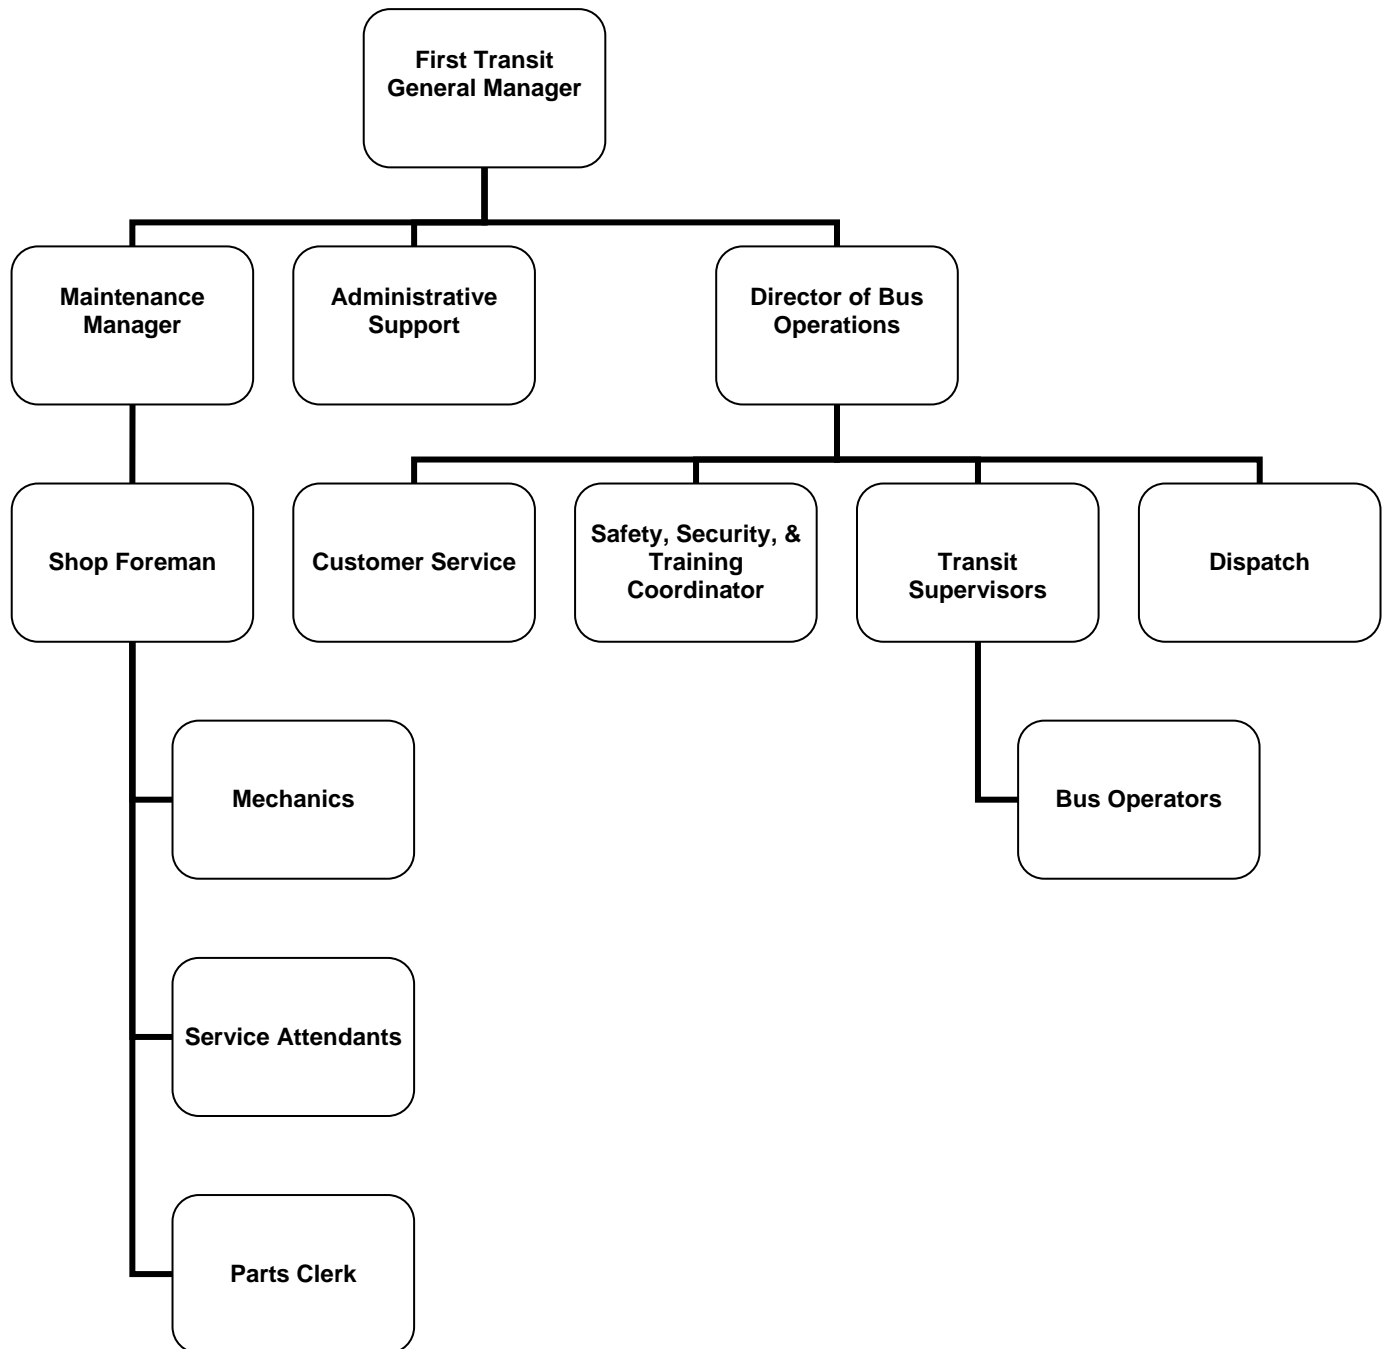 First Transit
General Manager
Maintenance
Manager
Administrative
Support
Director of Bus
Operations
Shop Foreman
Customer Service
Safety, Security, &
Training
Coordinator
Transit
Supervisors
Dispatch
Mechanics
Bus Operators
Service Attendants
Parts Clerk